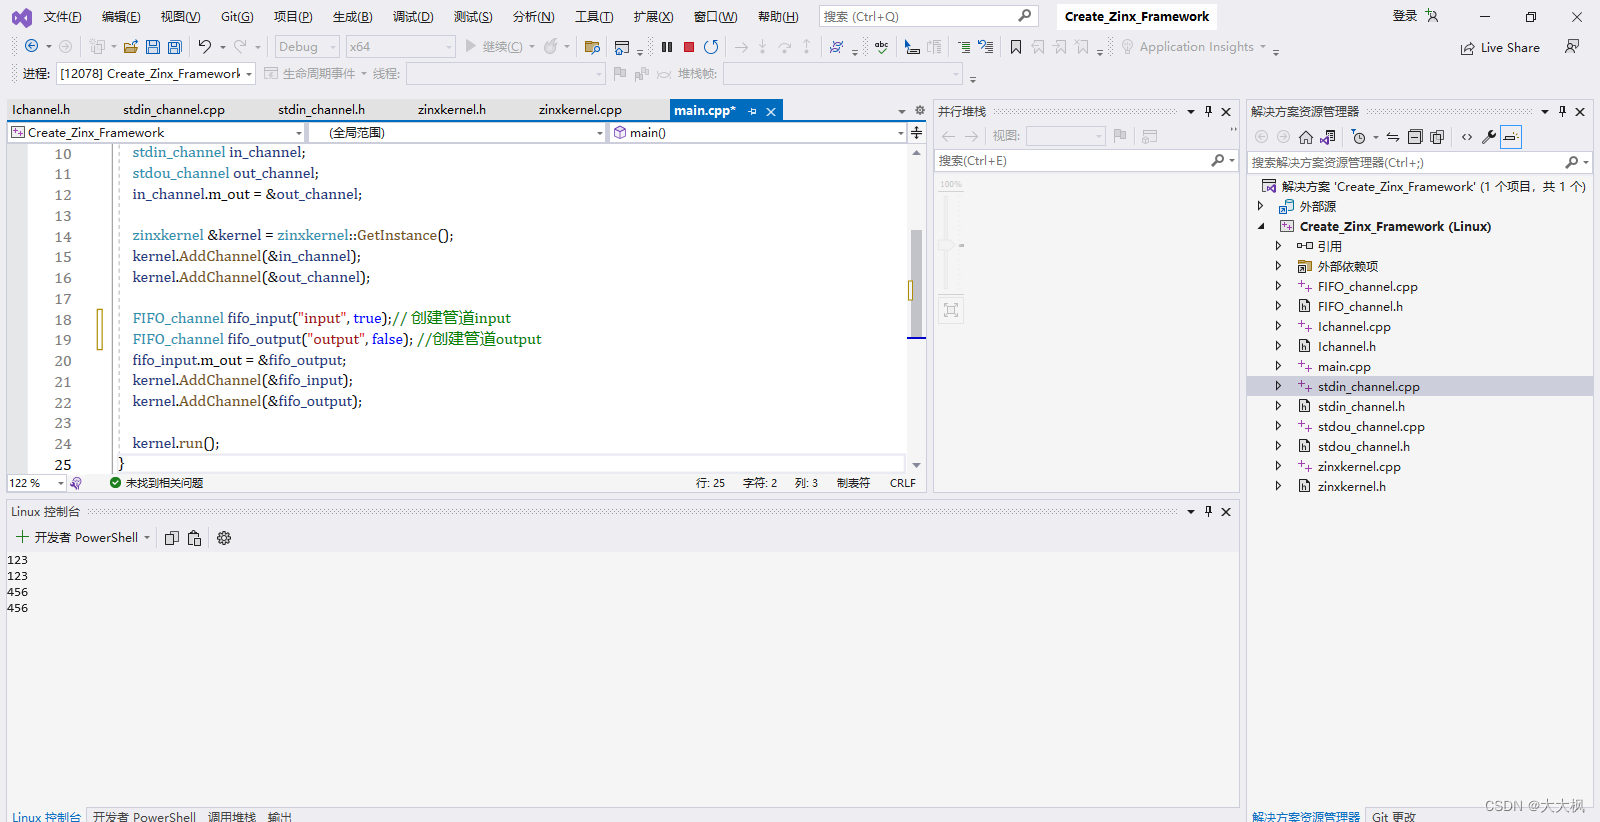 文件(F) 编辑(E) 视图(V) Git(G) 项目(P) 生成(B) 调试(D) 测试(S) 分析(N) 工具(T) 扩展(X) 窗口(W) 帮助(H) 搜索 (Ctrl+Q) Create_Zinx_Framework 登录
Debug x64 继续(C) Application Insights Live Share
进程: [12078] Create_Zinx_Framework 生命周期事件 线程: 堆栈帧:
Ichannel.h stdin_channel.cpp stdin_channel.h zinxkernel.h zinxkernel.cpp main.cpp*
Create_Zinx_Framework (全局范围) main()
10 stdin_channel in_channel;
11 stdou_channel out_channel;
12 in_channel.m_out = &out_channel;
13
14 zinxkernel &kernel = zinxkernel::GetInstance();
15 kernel.AddChannel(&in_channel);
16 kernel.AddChannel(&out_channel);
17
18 FIFO_channel fifo_input("input", true);// 创建管道input
19 FIFO_channel fifo_output("output", false); //创建管道output
20 fifo_input.m_out = &fifo_output;
21 kernel.AddChannel(&fifo_input);
22 kernel.AddChannel(&fifo_output);
23
24 kernel.run();
25 }
122 % 未找到相关问题 行: 25 字符: 2 列: 3 制表符 CRLF
并行堆栈
视图:
搜索(Ctrl+E)
100%
解决方案资源管理器
搜索解决方案资源管理器(Ctrl+;)
解决方案 'Create_Zinx_Framework' (1 个项目，共 1 个)
外部源
Create_Zinx_Framework (Linux)
引用
外部依赖项
FIFO_channel.cpp
FIFO_channel.h
Ichannel.cpp
Ichannel.h
main.cpp
stdin_channel.cpp
stdin_channel.h
stdou_channel.cpp
stdou_channel.h
zinxkernel.cpp
zinxkernel.h
Linux 控制台
开发者 PowerShell
123
123
456
456
Linux 控制台 开发者 PowerShell 调用堆栈 输出
解决方案资源管理器 Git 更改
CSDN @大大枫